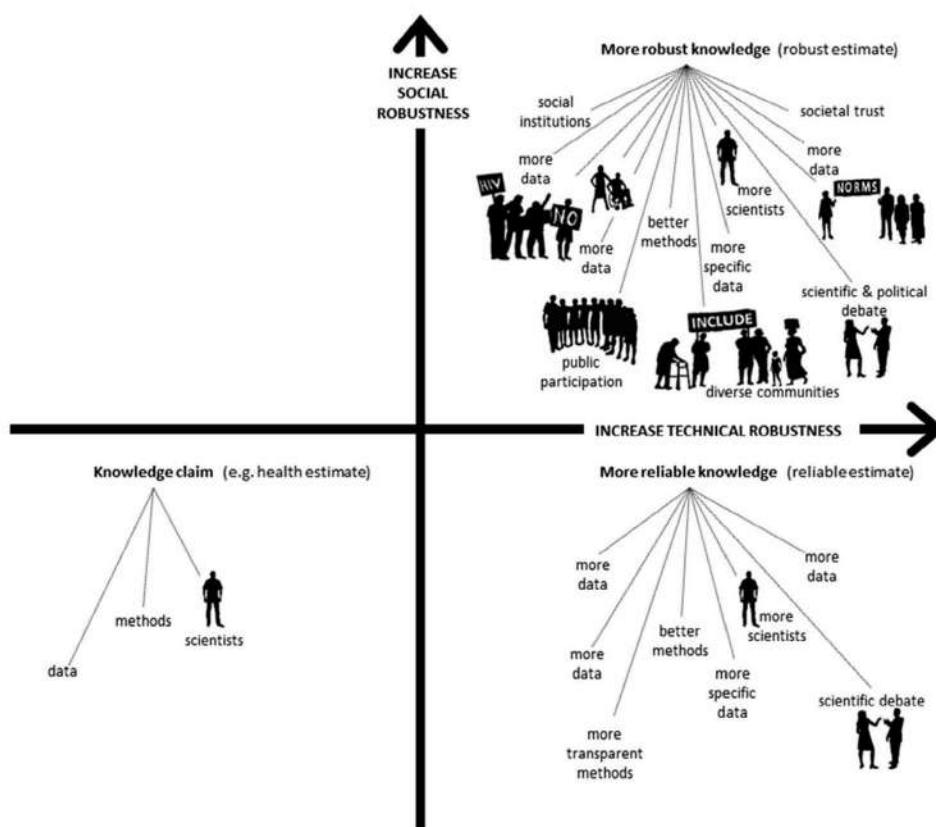 INCREASE
SOCIAL
ROBUSTNESS
More robust knowledge (robust estimate)
social
institutions
societal trust
more
data
more
data
HIV
NO
more
scientists
NORMS
more
data
better
methods
more
specific
data
scientific & political
debate
INCLUDE
public
participation
diverse communities
INCREASE TECHNICAL ROBUSTNESS
Knowledge claim (e.g. health estimate)
data
methods
scientists
More reliable knowledge (reliable estimate)
more
data
more
data
more
data
better
methods
more
scientists
more
specific
data
scientific debate
more
transparent
methods